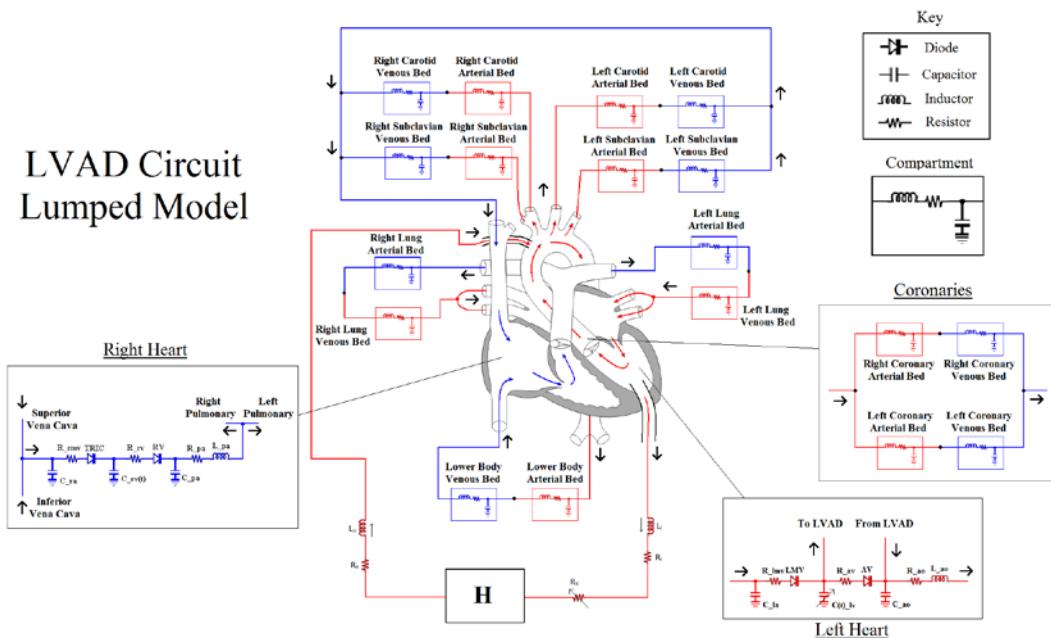 LVAD Circuit
Lumped Model
Key
Diode
Capacitor
Inductor
Resistor
Compartment
Right Carotid
Venous Bed
Right Carotid
Arterial Bed
Left Carotid
Arterial Bed
Left Carotid
Venous Bed
Right Subclavian
Venous Bed
Right Subclavian
Arterial Bed
Left Subclavian
Arterial Bed
Left Subclavian
Venous Bed
Right Lung
Arterial Bed
Left Lung
Arterial Bed
Right Lung
Venous Bed
Left Lung
Venous Bed
Coronaries
Right Coronary
Arterial Bed
Right Coronary
Venous Bed
Left Coronary
Arterial Bed
Left Coronary
Venous Bed
Right Heart
Superior
Vena Cava
Right
Pulmonary
Left
Pulmonary
TRIC
R_rv
RV
R_pa
L_pa
C_ra
C_rv(t)
C_pa
Inferior
Vena Cava
Lower Body
Venous Bed
Lower Body
Arterial Bed
H
To LVAD
From LVAD
R_lmv
LMV
R_av
AV
R_ao
L_ao
C_la
C(t)_lv
C_ao
Left Heart